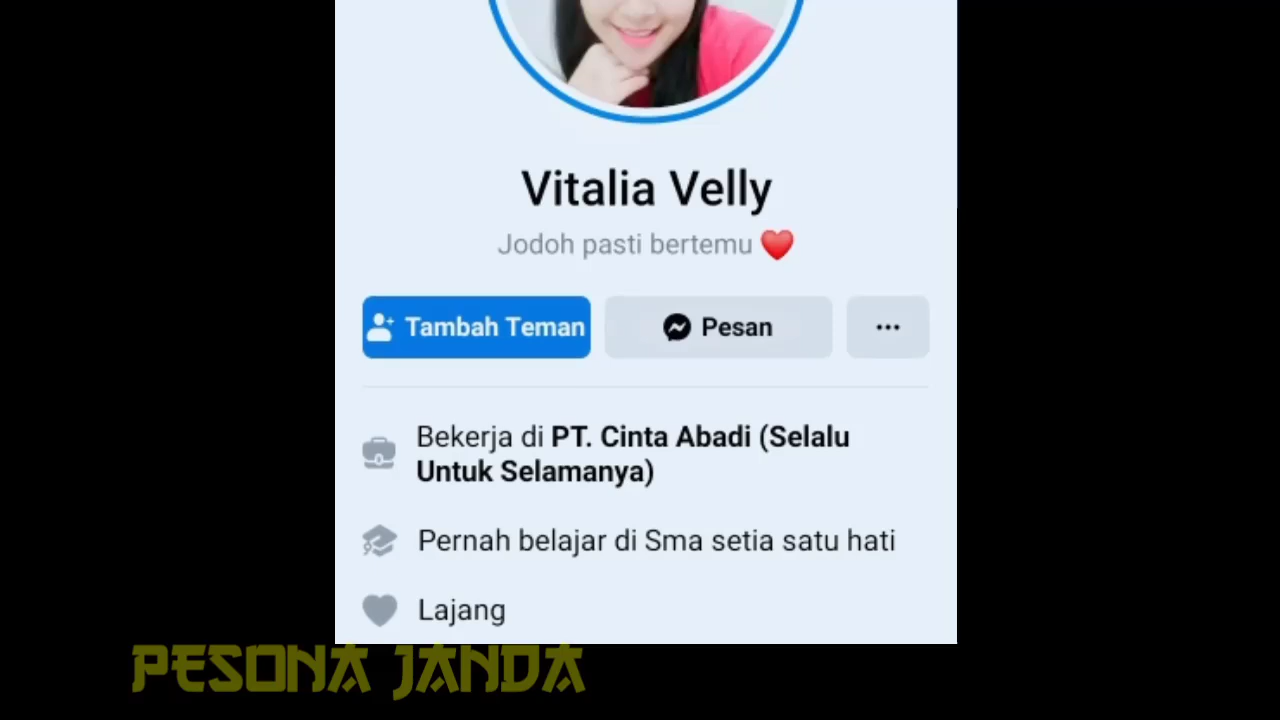 Vitalia Velly
Jodoh pasti bertemu ❤️
Tambah Teman
Pesan
Bekerja di PT. Cinta Abadi (Selalu
Untuk Selamanya)
Pernah belajar di Sma setia satu hati
Lajang
PESONA JANDA